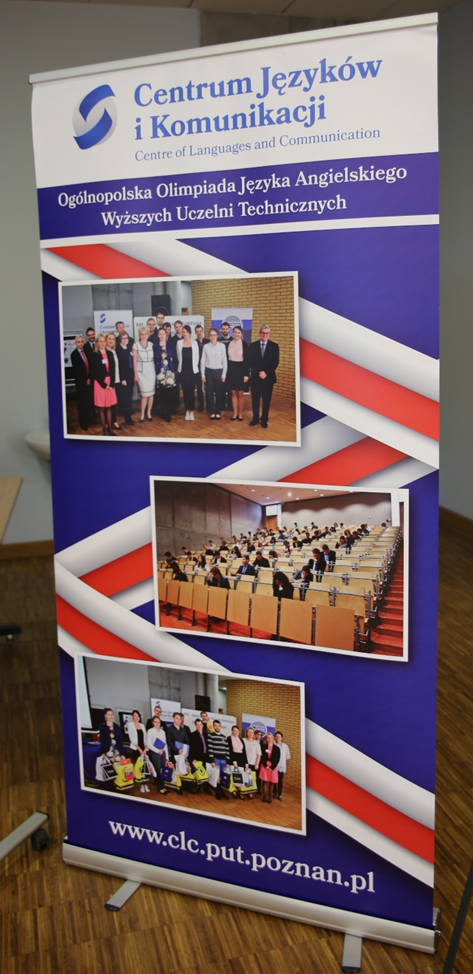 Centrum Języków
i Komunikacji
Centre of Languages and Communication
Ogólnopolska Olimpiada Języka Angielskiego
Wyższych Uczelni Technicznych
www.clc.put.poznan.pl